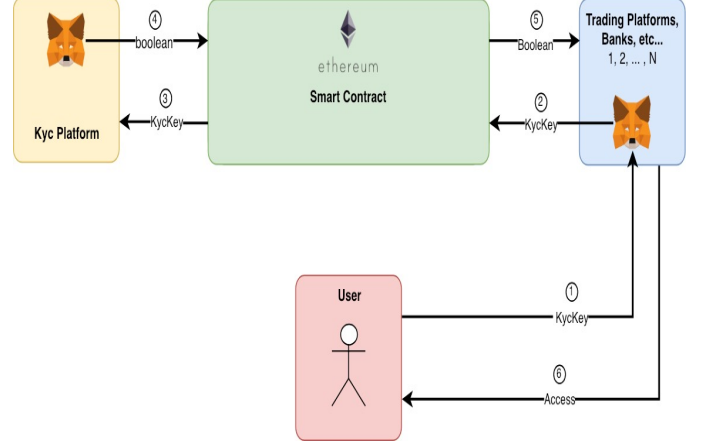 ④
boolean
③
KycKey
Kyc Platform
ethereum
Smart Contract
⑤
Boolean
②
KycKey
Trading Platforms,
Banks, etc...
1, 2, ... , N
User
①
KycKey
⑥
Access